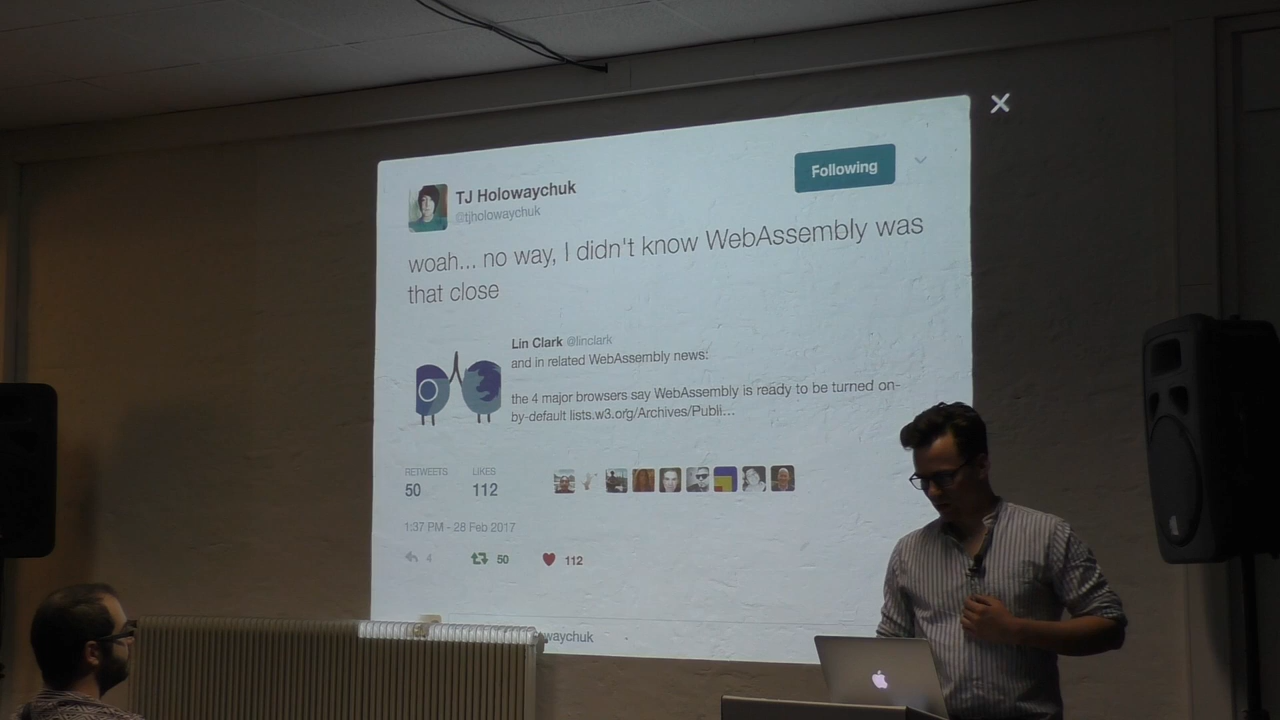 TJ Holowaychuk
@tjholowaychuk
Following
woah... no way, I didn't know WebAssembly was
that close
Lin Clark @linclark
and in related WebAssembly news:
the 4 major browsers say WebAssembly is ready to be turned on-
by-default lists.w3.org/Archives/Publi...
RETWEETS
50
LIKES
112
1:37 PM - 28 Feb 2017
4
50
112